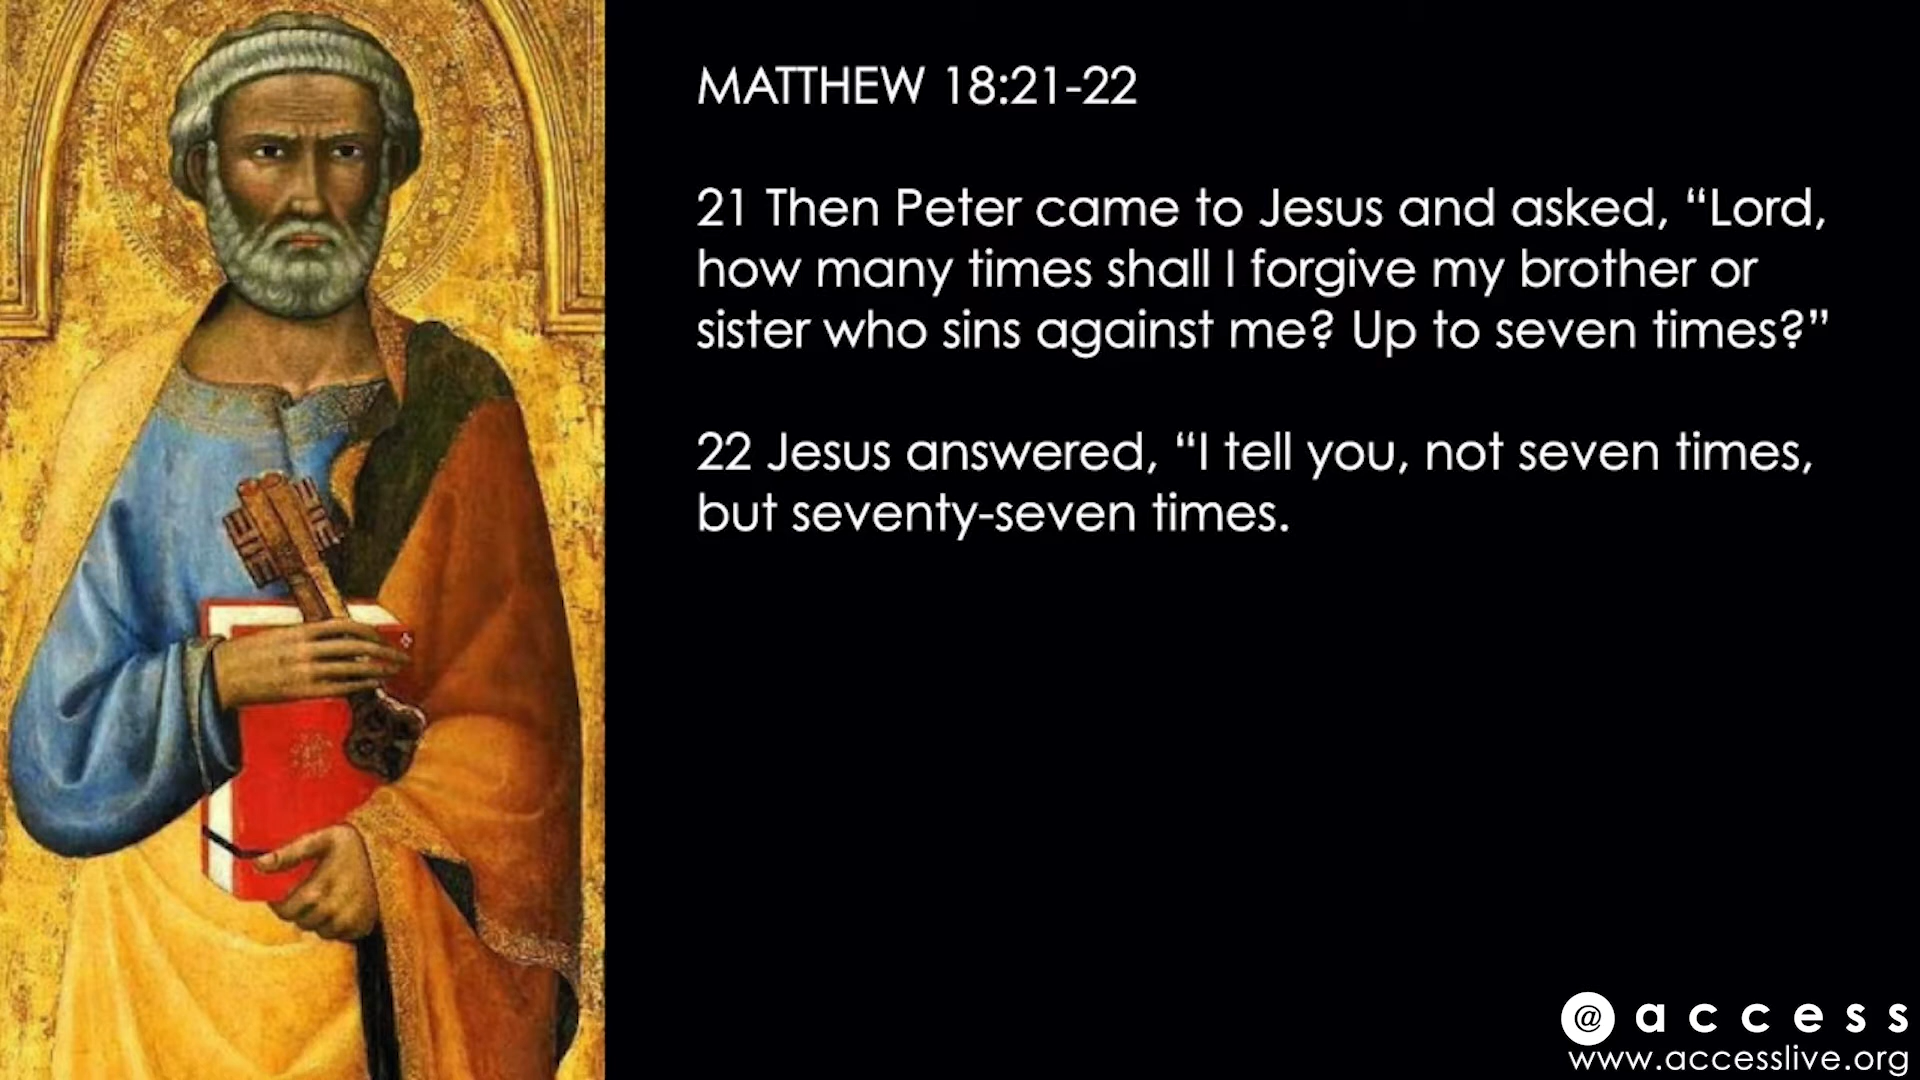 MATTHEW 18:21-22
21 Then Peter came to Jesus and asked, “Lord,
how many times shall I forgive my brother or
sister who sins against me? Up to seven times?”
22 Jesus answered, “I tell you, not seven times,
but seventy-seven times.
@ access
www.accesslive.org